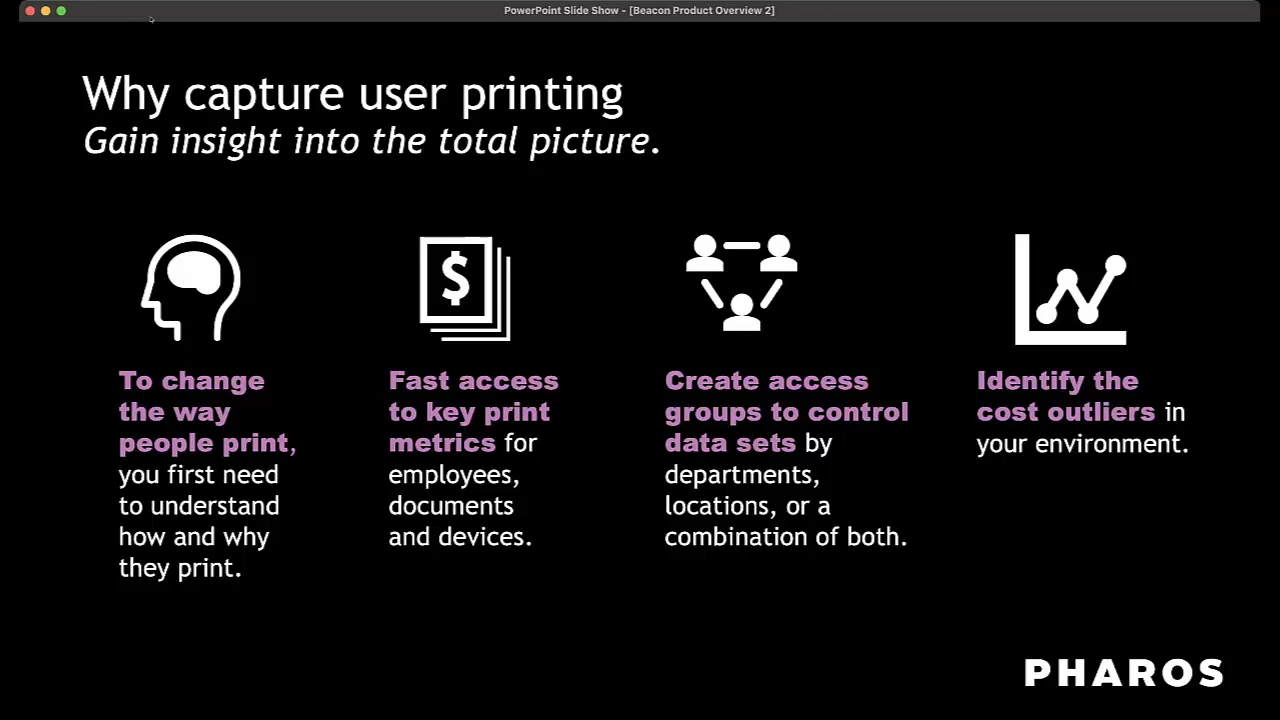 PowerPoint Slide Show - [Beacon Product Overview 2]
Why capture user printing
Gain insight into the total picture.
$
To change
the way
people print,
you first need
to understand
how and why
they print.
Fast access
to key print
metrics for
employees,
documents
and devices.
Create access
groups to control
data sets by
departments,
locations, or a
combination of both.
Identify the
cost outliers in
your environment.
PHAROS